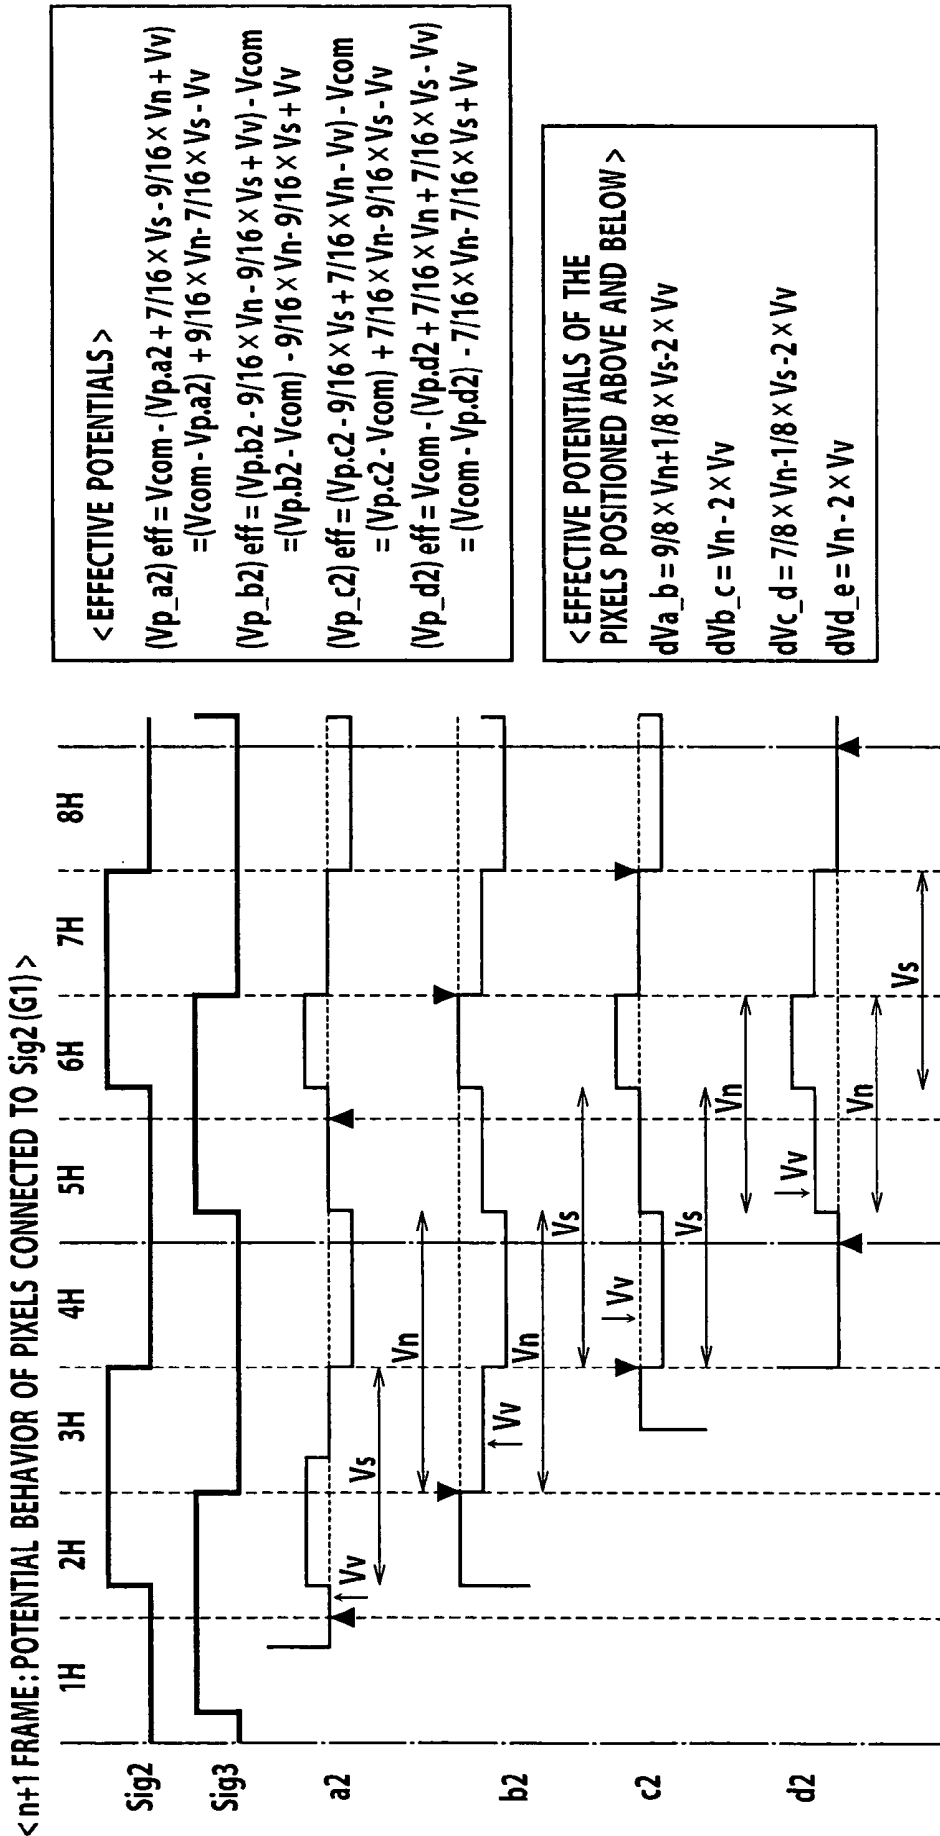 <n+1 FRAME: POTENTIAL BEHAVIOR OF PIXELS CONNECTED TO Sig2 (G1)>
1H 2H 3H 4H 5H 6H 7H 8H
Sig2
Sig3
a2
Vv
Vs
Vn
b2
Vv
Vn
Vs
c2
Vv
Vs
Vn
d2
Vv
Vn
Vs
<EFFECTIVE POTENTIALS>
(Vp_a2) eff = Vcom - (Vp.a2 + 7/16 × Vs - 9/16 × Vn + Vv)
=(Vcom - Vp.a2) + 9/16 × Vn - 7/16 × Vs - Vv
(Vp_b2) eff = (Vp.b2 - 9/16 × Vn - 9/16 × Vs + Vv) - Vcom
=(Vp.b2 - Vcom) - 9/16 × Vn - 9/16 × Vs + Vv
(Vp_c2) eff = (Vp.c2 - 9/16 × Vs + 7/16 × Vn - Vv) - Vcom
= (Vp.c2 - Vcom) + 7/16 × Vn - 9/16 × Vs - Vv
(Vp_d2) eff = Vcom - (Vp.d2 + 7/16 × Vn + 7/16 × Vs - Vv)
= (Vcom - Vp.d2) - 7/16 × Vn - 7/16 × Vs + Vv
<EFFECTIVE POTENTIALS OF THE
PIXELS POSITIONED ABOVE AND BELOW>
dVa_b = 9/8 × Vn+1/8 × Vs-2 × Vv
dVb_c = Vn - 2 × Vv
dVc_d = 7/8 × Vn-1/8 × Vs-2 × Vv
dVd_e = Vn - 2 × Vv